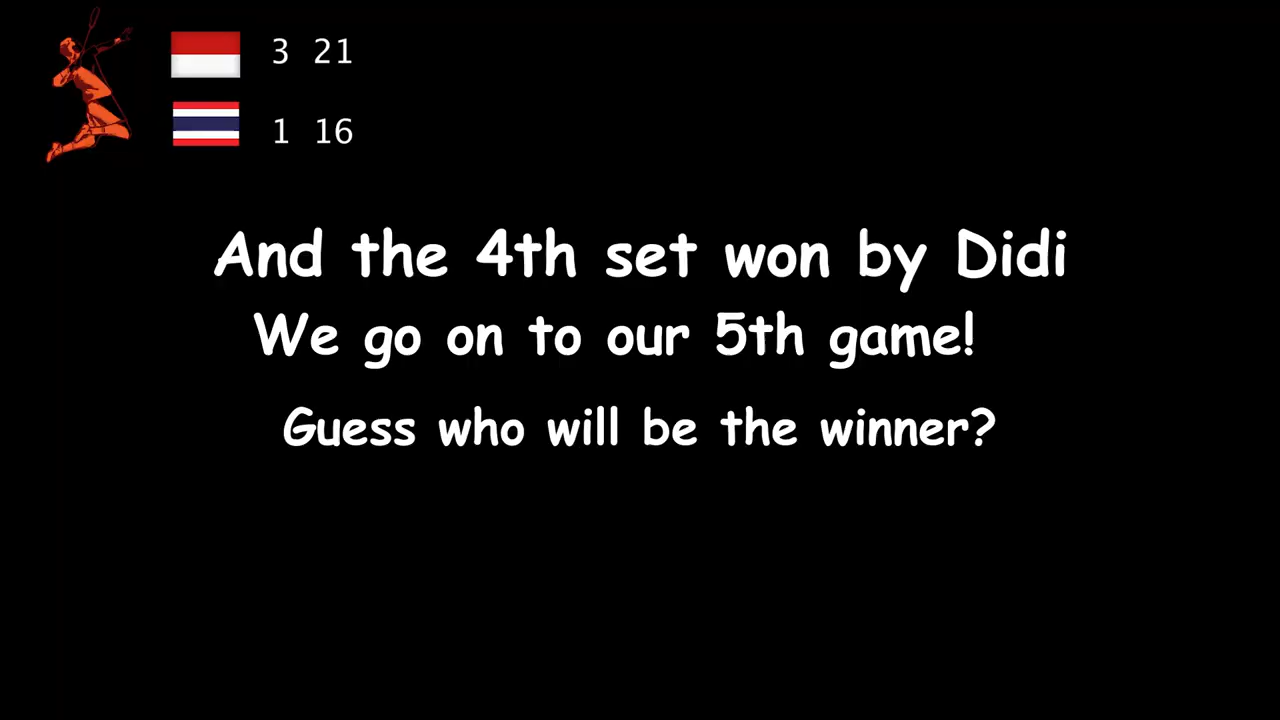 3 21
1 16
And the 4th set won by Didi
We go on to our 5th game!
Guess who will be the winner?